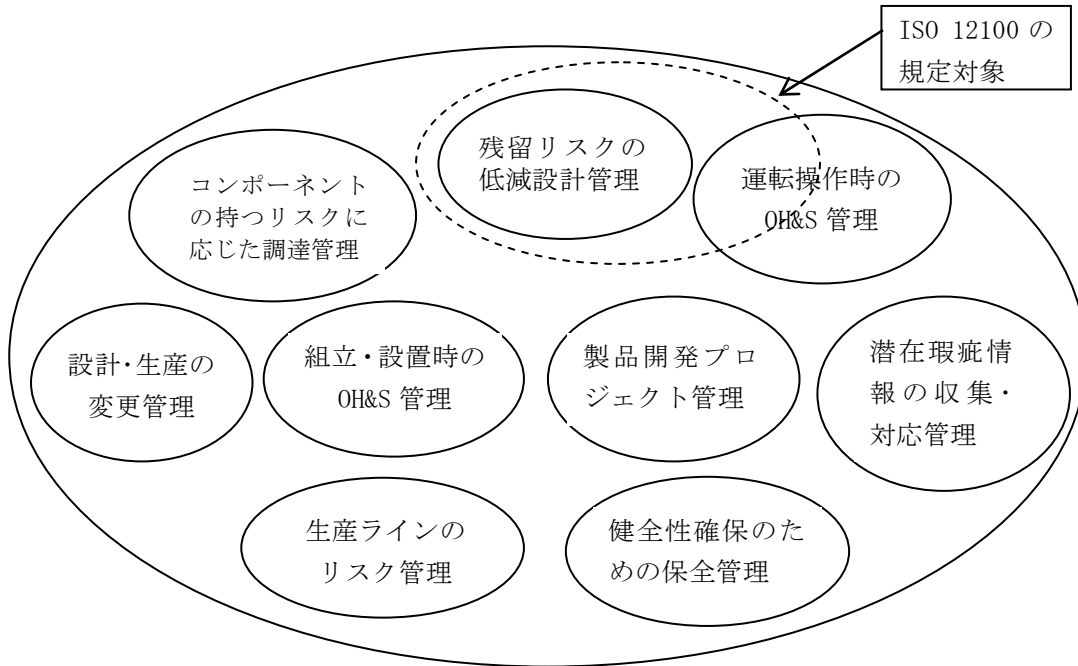 ISO 12100 の
規定対象
残留リスクの
低減設計管理
コンポーネント
の持つリスクに
応じた調達管理
運転操作時の
OH&S 管理
設計・生産の
変更管理
組立・設置時の
OH&S 管理
製品開発プロ
ジェクト管理
潜在瑕疵情
報の収集・
対応管理
生産ラインの
リスク管理
健全性確保のた
めの保全管理